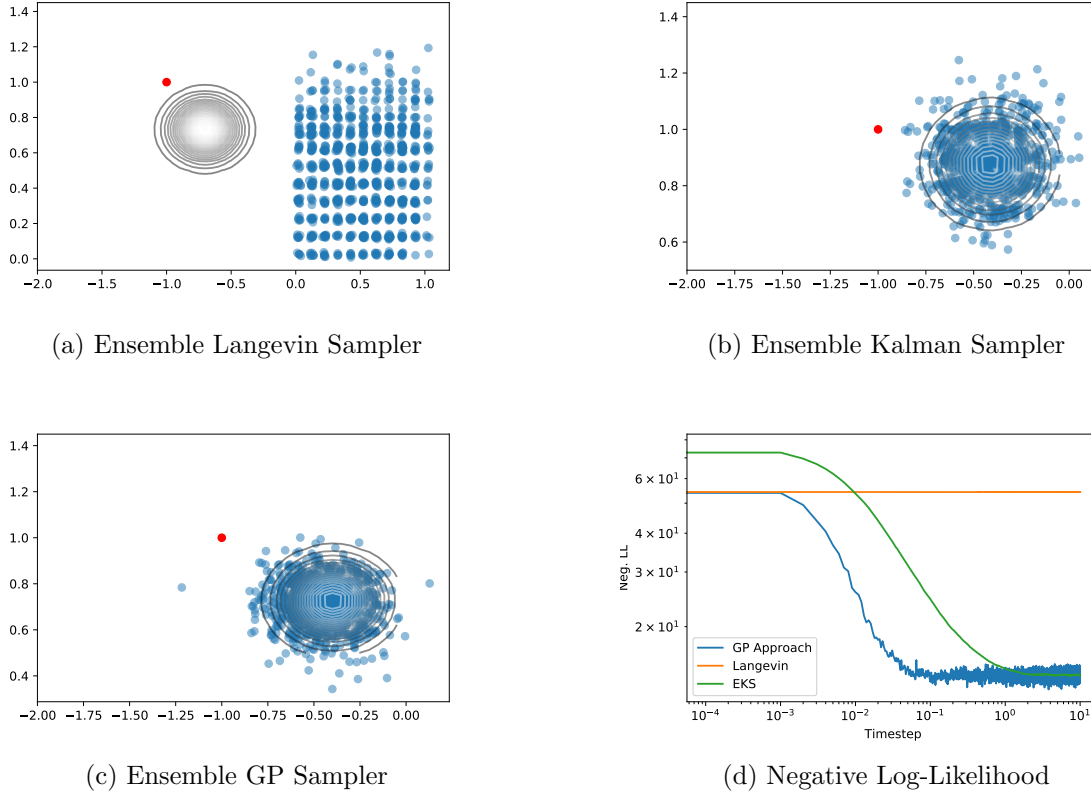 1.4
1.2
1.0
0.8
0.6
0.4
0.2
0.0
−2.0 −1.5 −1.0 −0.5 0.0 0.5 1.0
(a) Ensemble Langevin Sampler
1.4
1.2
1.0
0.8
0.6
−2.00 −1.75 −1.50 −1.25 −1.00 −0.75 −0.50 −0.25 0.00
(b) Ensemble Kalman Sampler
1.4
1.2
1.0
0.8
0.6
0.4
−2.00 −1.75 −1.50 −1.25 −1.00 −0.75 −0.50 −0.25 0.00
(c) Ensemble GP Sampler
6 × 10¹
4 × 10¹
3 × 10¹
2 × 10¹
Neg. LL
GP Approach
Langevin
EKS
10⁻⁴ 10⁻³ 10⁻² 10⁻¹ 10⁰ 10¹
Timestep
(d) Negative Log-Likelihood